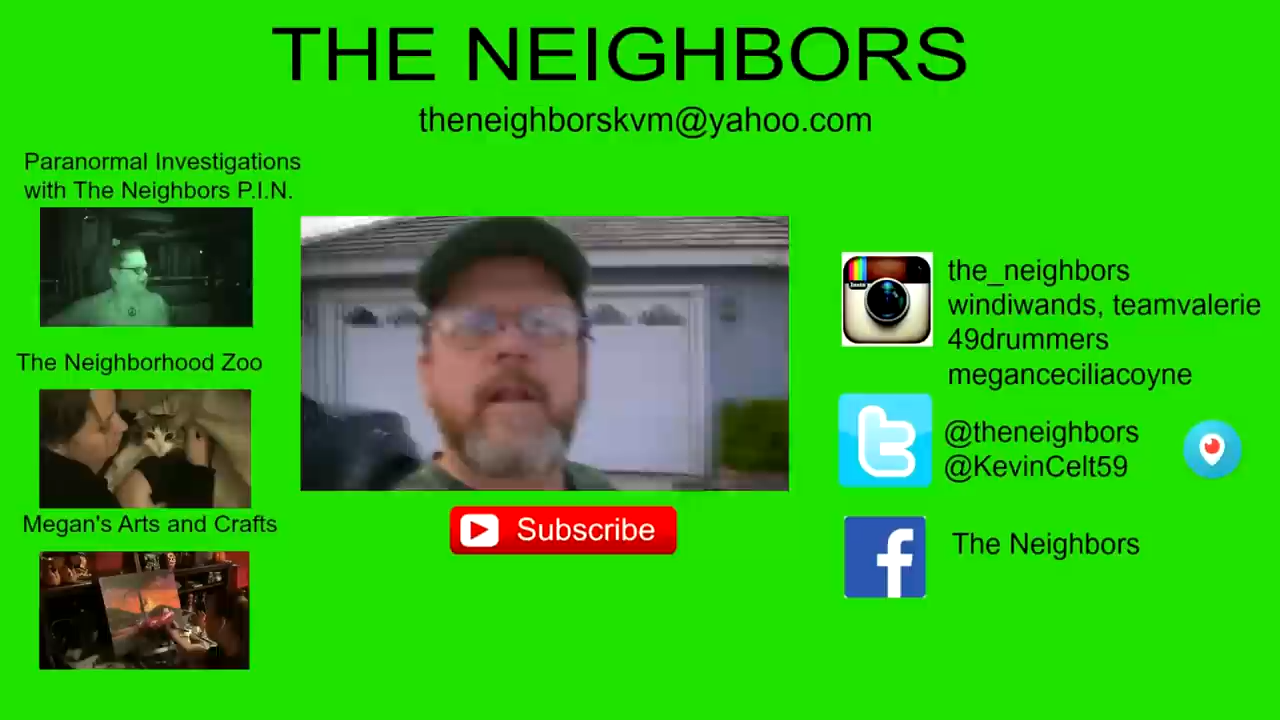 THE NEIGHBORS
theneighborskvm@yahoo.com
Paranormal Investigations
with The Neighbors P.I.N.
The Neighborhood Zoo
Megan's Arts and Crafts
Subscribe
the_neighbors
windiwands, teamvalerie
49drummers
meganceciliacoyne
@theneighbors
@KevinCelt59
The Neighbors